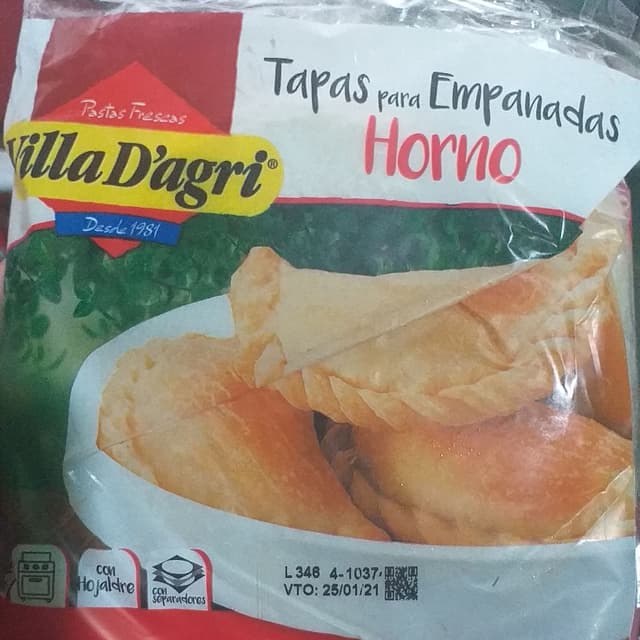 Tapas para Empanadas
Horno
Pastas Frescas
Villa D'agri®
Desde 1981
con
Hojaldre
con
separadores
L 346 4-1037
VTO: 25/01/21